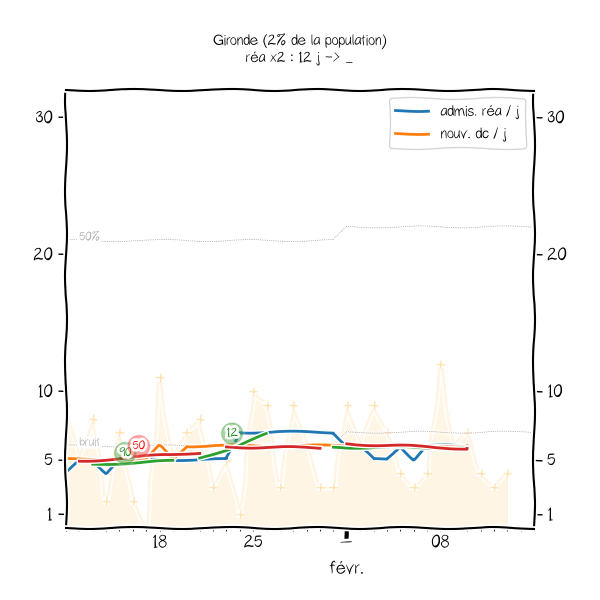 Gironde (2% de la population)
réa x2 : 12 j -> _
admis. réa / j
nouv. dc / j
30 30
50%
20 20
10 10
12
bruit 90 50
5 5
1 1
18 25 _ 08
févr.